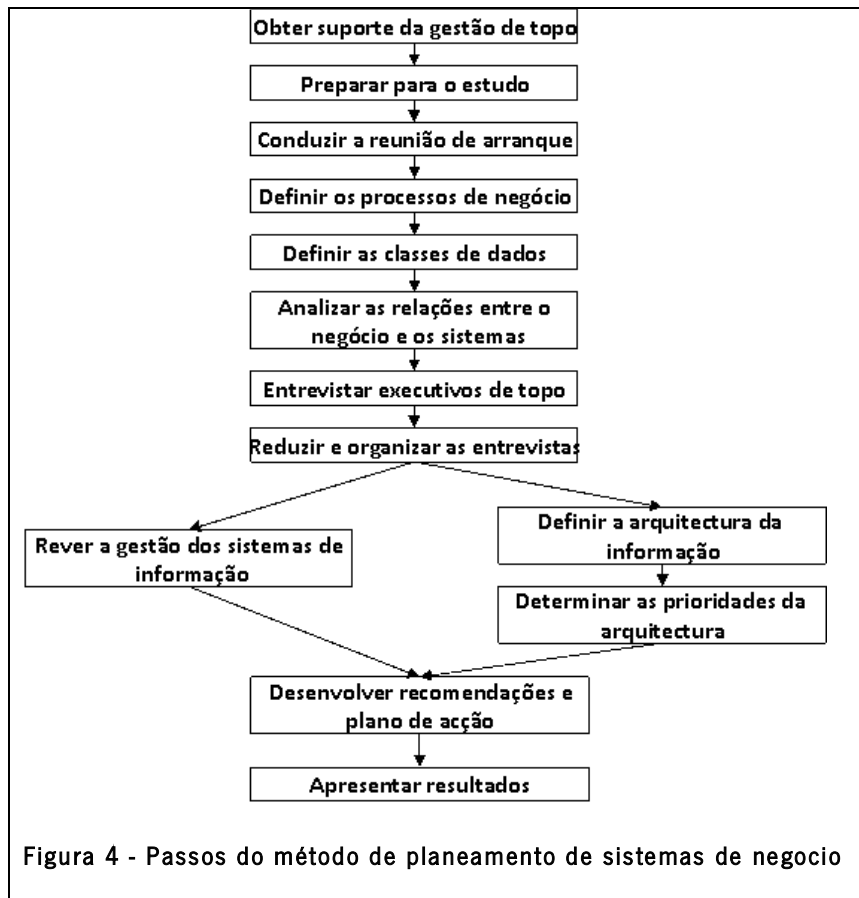 Obter suporte da gestão de topo
Preparar para o estudo
Conduzir a reunião de arranque
Definir os processos de negócio
Definir as classes de dados
Analizar as relações entre o
negócio e os sistemas
Entrevistar executivos de topo
Reduzir e organizar as entrevistas
Rever a gestão dos sistemas de
informação
Definir a arquitectura da
informação
Determinar as prioridades da
arquitectura
Desenvolver recomendações e
plano de acção
Apresentar resultados
Figura 4 - Passos do método de planeamento de sistemas de negocio